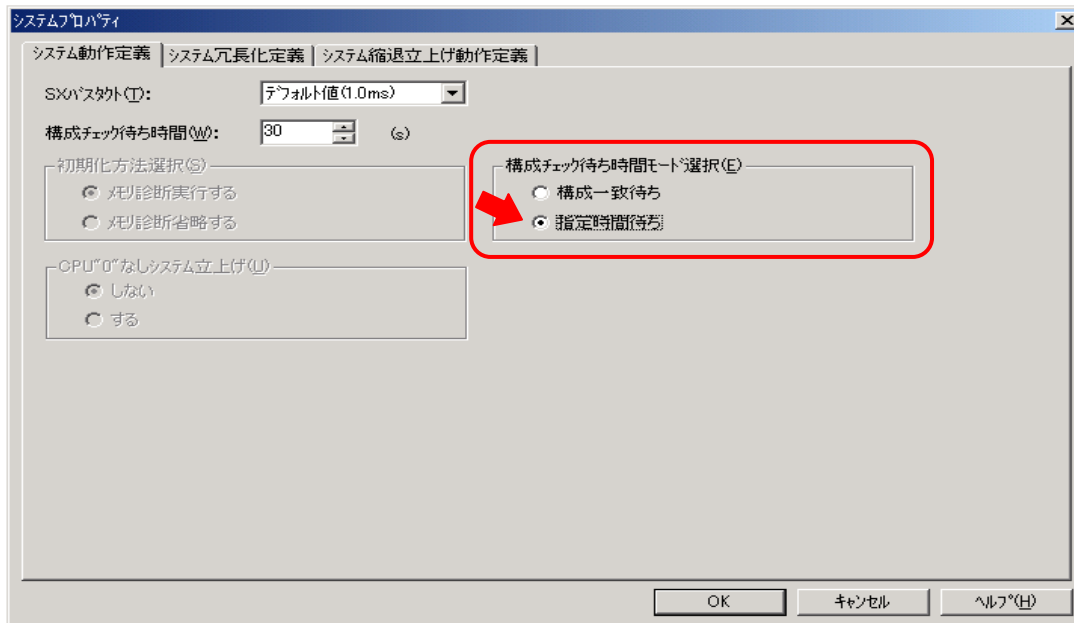 システムプロパティ
システム動作定義 システム冗長化定義 システム縮退立上げ動作定義
SXバスタクト(T): デフォルト値(1.0ms)
構成チェック待ち時間(W): 30 (s)
初期化方法選択(S)
メモリ診断実行する
メモリ診断省略する
構成チェック待ち時間モード選択(E)
構成一致待ち
指定時間待ち
CPU"0"なしシステム立上げ(U)
しない
する
OK キャンセル ヘルプ(H)